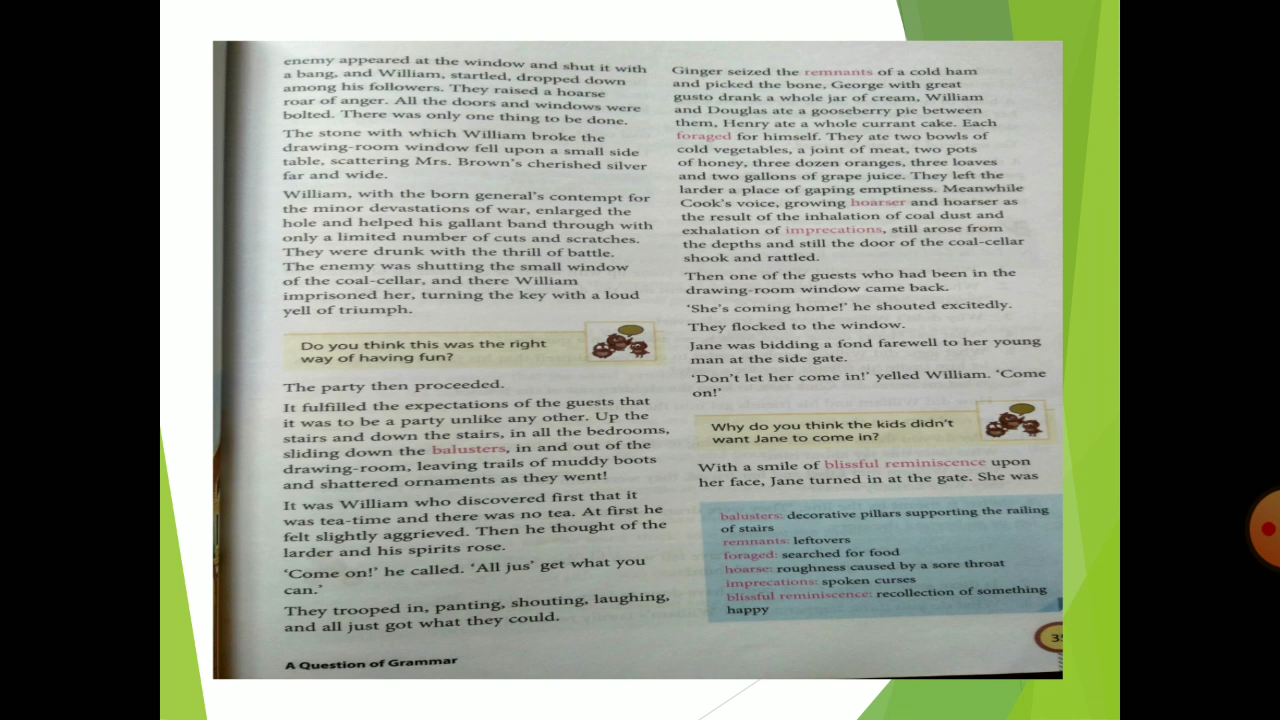 enemy appeared at the window and shut it with
a bang, and William, startled, dropped down
among his followers. They raised a hoarse
roar of anger. All the doors and windows were
bolted. There was only one thing to be done.
The stone with which William broke the
drawing-room window fell upon a small side
table, scattering Mrs. Brown's cherished silver
far and wide.
William, with the born general's contempt for
the minor devastations of war, enlarged the
hole and helped his gallant band through with
only a limited number of cuts and scratches.
They were drunk with the thrill of battle.
The enemy was shutting the small window
of the coal-cellar, and there William
imprisoned her, turning the key with a loud
yell of triumph.
Do you think this was the right
way of having fun?
The party then proceeded.
It fulfilled the expectations of the guests that
it was to be a party unlike any other. Up the
stairs and down the stairs, in all the bedrooms,
sliding down the balusters, in and out of the
drawing-room, leaving trails of muddy boots
and shattered ornaments as they went!
It was William who discovered first that it
was tea-time and there was no tea. At first he
felt slightly aggrieved. Then he thought of the
larder and his spirits rose.
'Come on!' he called. 'All jus' get what you
can.'
They trooped in, panting, shouting, laughing,
and all just got what they could.
A Question of Grammar
Ginger seized the remnants of a cold ham
and picked the bone, George with great
gusto drank a whole jar of cream, William
and Douglas ate a gooseberry pie between
them, Henry ate a whole currant cake. Each
foraged for himself. They ate two bowls of
cold vegetables, a joint of meat, two pots
of honey, three dozen oranges, three loaves
and two gallons of grape juice. They left the
larder a place of gaping emptiness. Meanwhile
Cook's voice, growing hoarser and hoarser as
the result of the inhalation of coal dust and
exhalation of imprecations, still arose from
the depths and still the door of the coal-cellar
shook and rattled.
Then one of the guests who had been in the
drawing-room window came back.
'She's coming home!' he shouted excitedly.
They flocked to the window.
Jane was bidding a fond farewell to her young
man at the side gate.
'Don't let her come in!' yelled William. 'Come
on!'
Why do you think the kids didn't
want Jane to come in?
With a smile of blissful reminiscence upon
her face, Jane turned in at the gate. She was
balusters: decorative pillars supporting the railing
of stairs
remnants: leftovers
foraged: searched for food
hoarse: roughness caused by a sore throat
imprecations: spoken curses
blissful reminiscence: recollection of something
happy